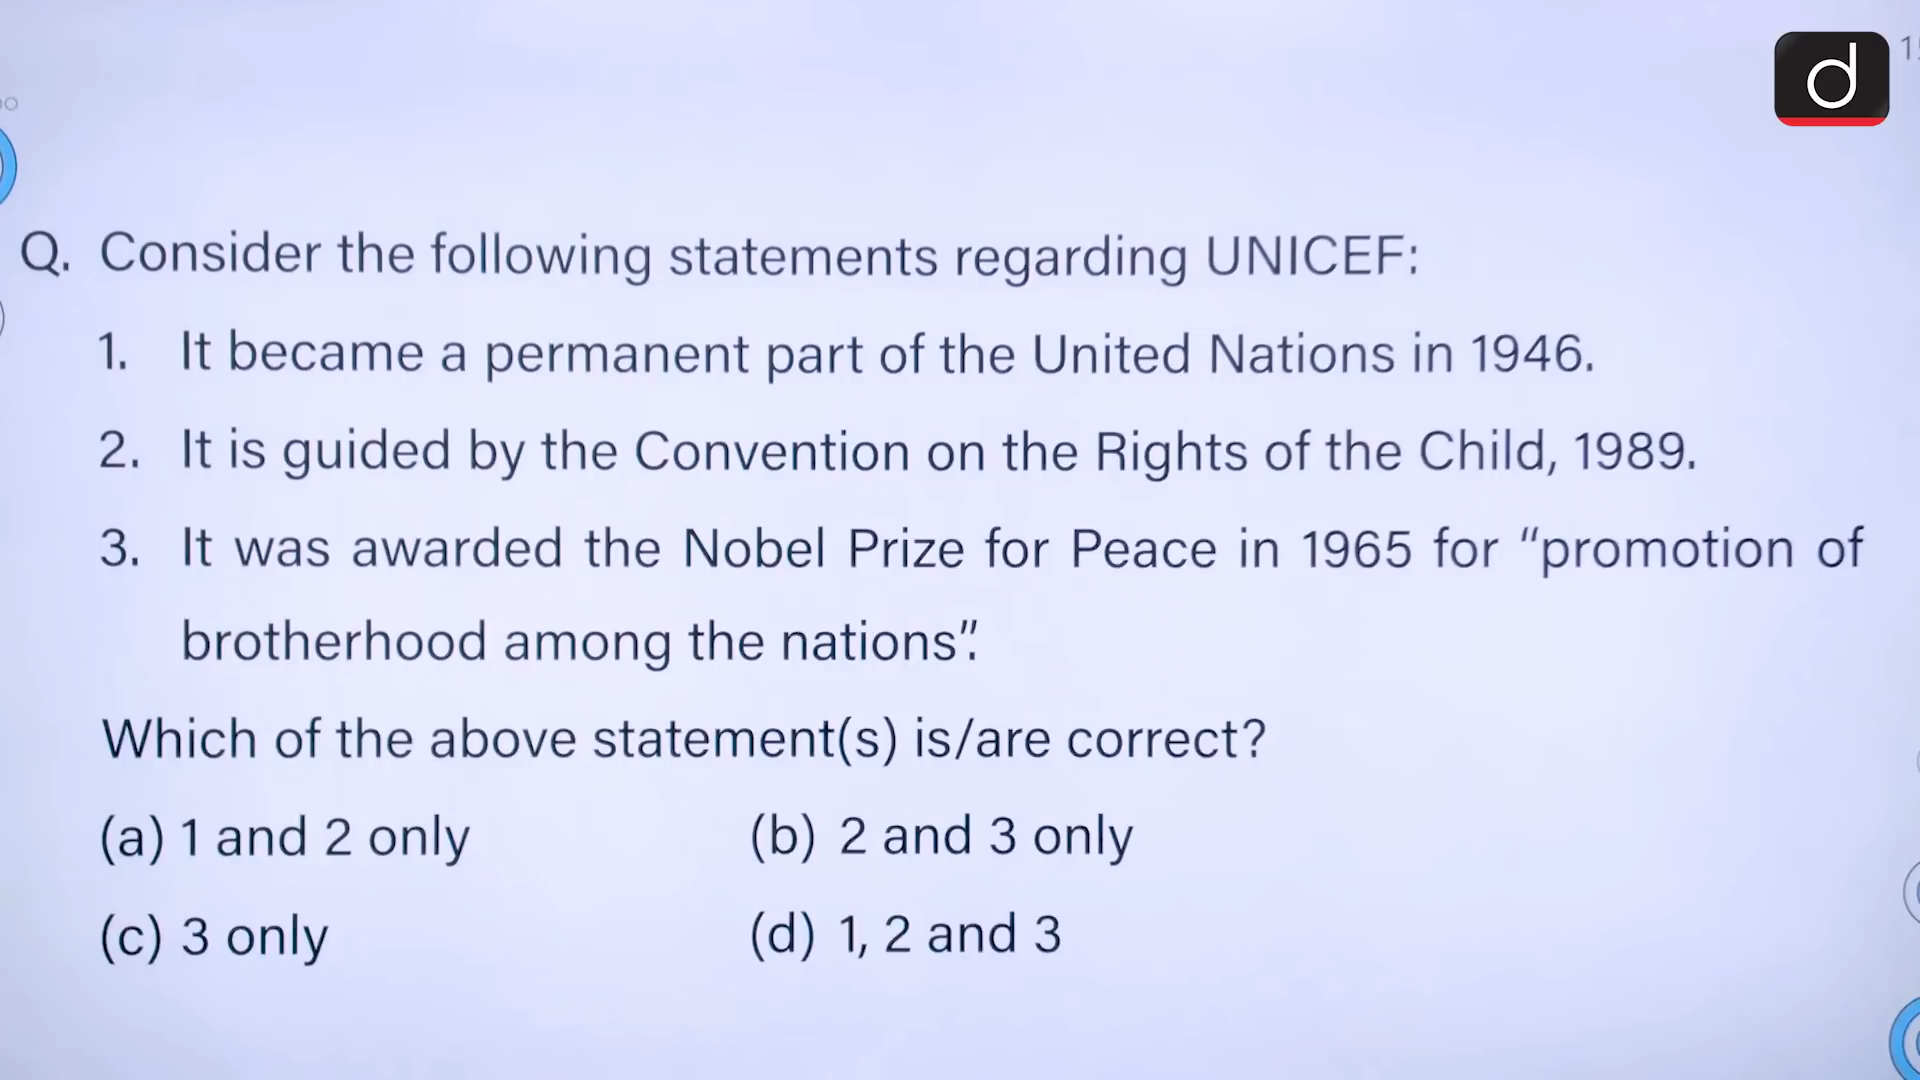 d
Q. Consider the following statements regarding UNICEF:
1. It became a permanent part of the United Nations in 1946.
2. It is guided by the Convention on the Rights of the Child, 1989.
3. It was awarded the Nobel Prize for Peace in 1965 for “promotion of
brotherhood among the nations”.
Which of the above statement(s) is/are correct?
(a) 1 and 2 only (b) 2 and 3 only
(c) 3 only (d) 1, 2 and 3